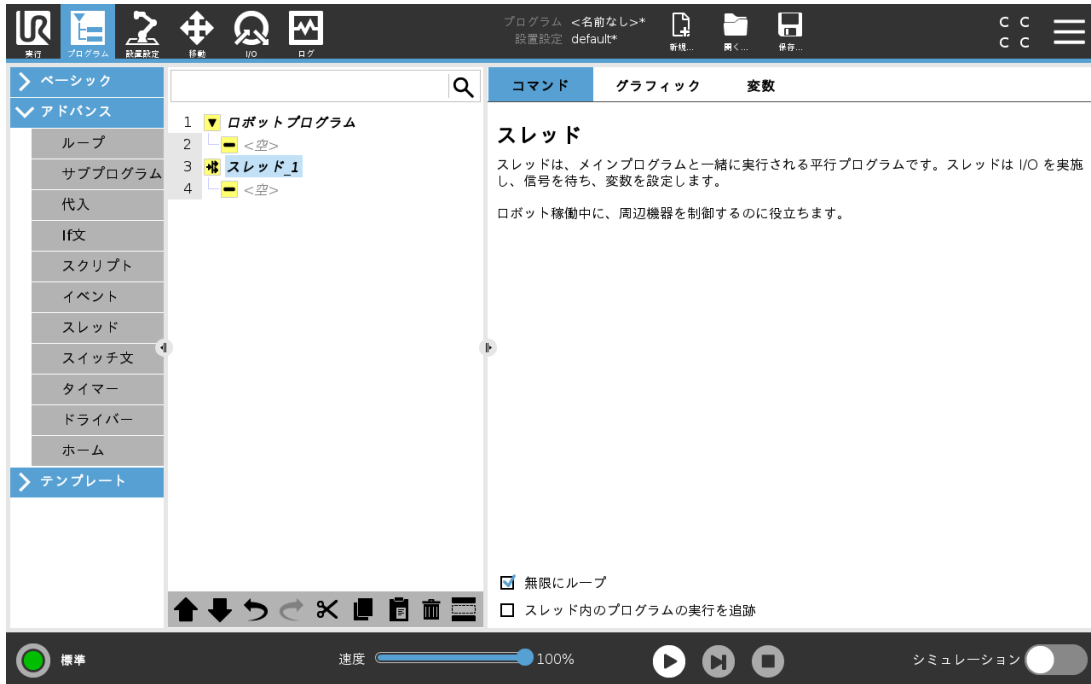 UR
実行
プログラム
設置設定
移動
I/O
ログ
プログラム <名前なし>*
設置設定 default*
新規...
開く...
保存...
C C
C C
ベーシック
アドバンス
ループ
サブプログラム
代入
If文
スクリプト
イベント
スレッド
スイッチ文
タイマー
ドライバー
ホーム
テンプレート
1 ロボットプログラム
2 <空>
3 スレッド_1
4 <空>
コマンド グラフィック 変数
スレッド
スレッドは、メインプログラムと一緒に実行される平行プログラムです。スレッドは I/O を実施
し、信号を待ち、変数を設定します。
ロボット稼働中に、周辺機器を制御するのに役立ちます。
無限にループ
スレッド内のプログラムの実行を追跡
標準
速度 100%
シミュレーション